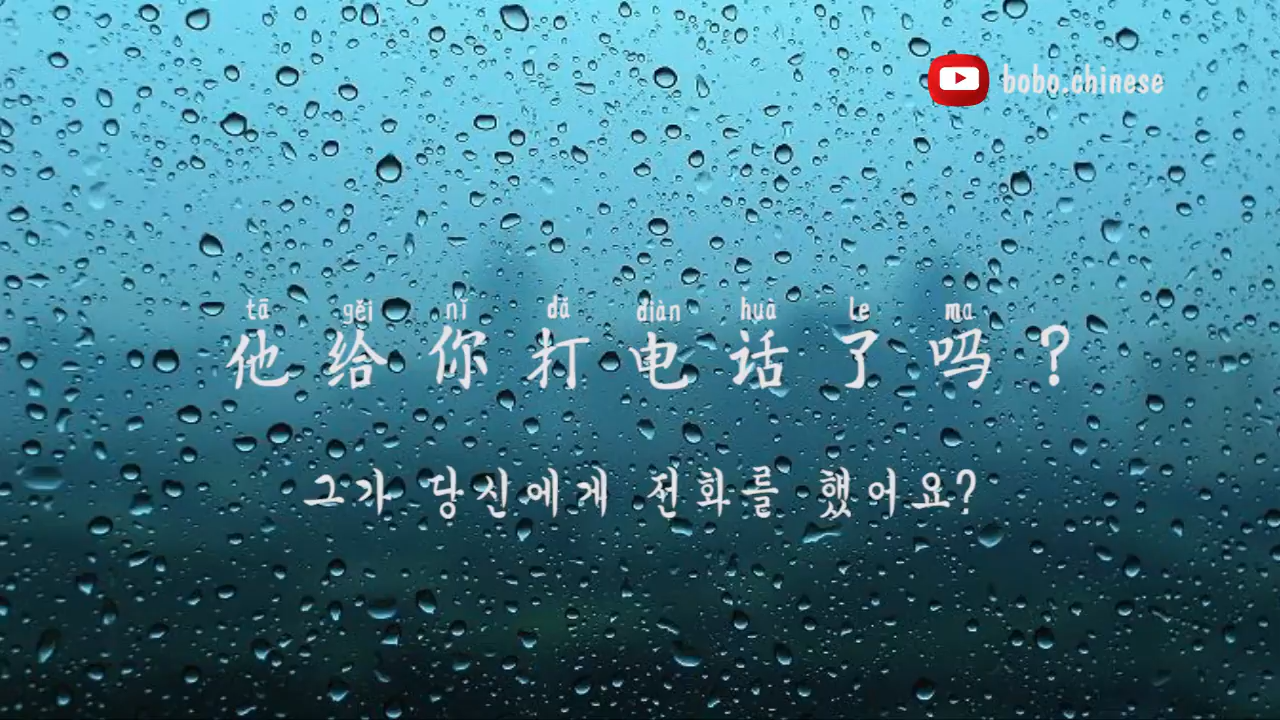 bobo.chinese
tā gěi nǐ dǎ diàn huà le ma
他给你打电话了吗？
그가 당신에게 전화를 했어요?